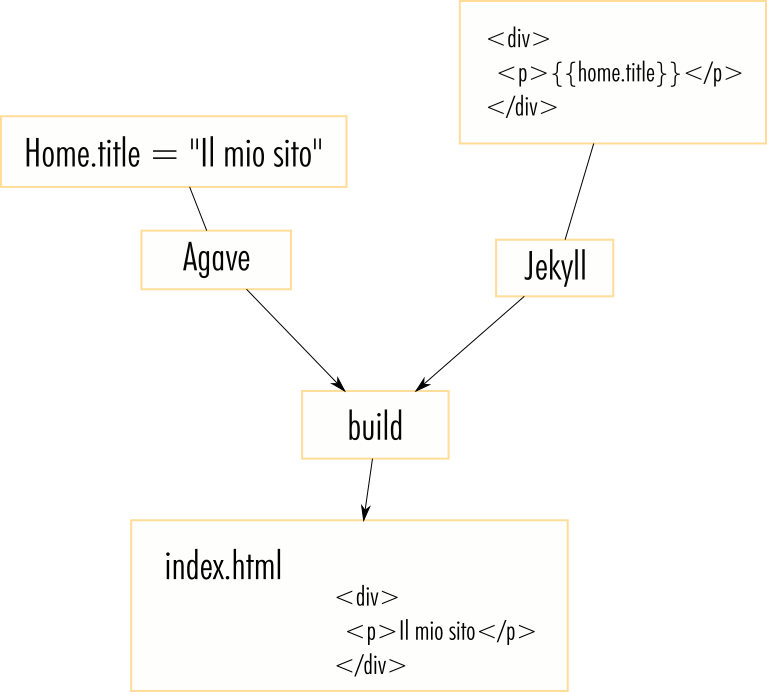 <div>
<p>{{home.title}}</p>
</div>
Home.title = "Il mio sito"
Agave
Jekyll
build
index.html
<div>
<p>Il mio sito</p>
</div>